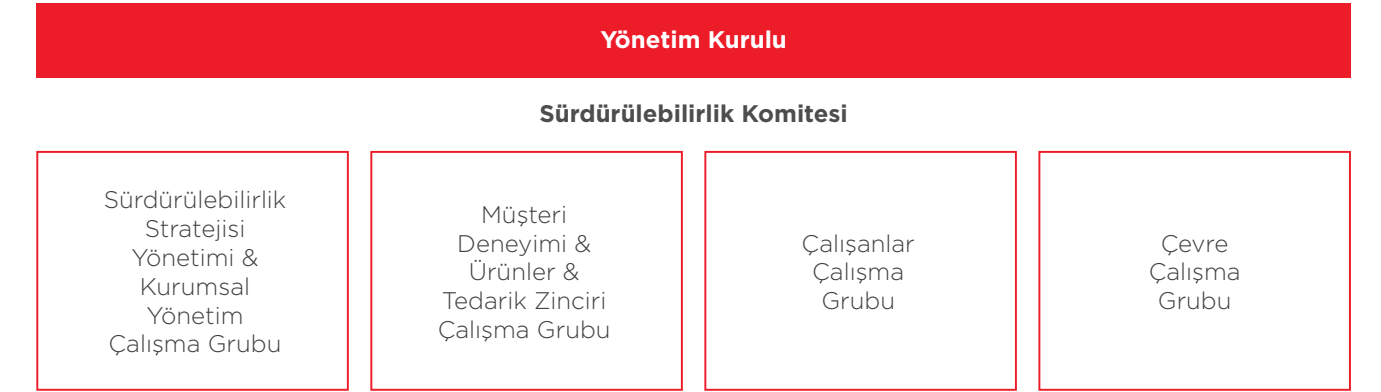 Yönetim Kurulu
Sürdürülebilirlik Komitesi
Sürdürülebilirlik
Stratejisi
Yönetimi &
Kurumsal
Yönetim
Çalışma Grubu
Müşteri
Deneyimi &
Ürünler &
Tedarik Zinciri
Çalışma Grubu
Çalışanlar
Çalışma
Grubu
Çevre
Çalışma
Grubu